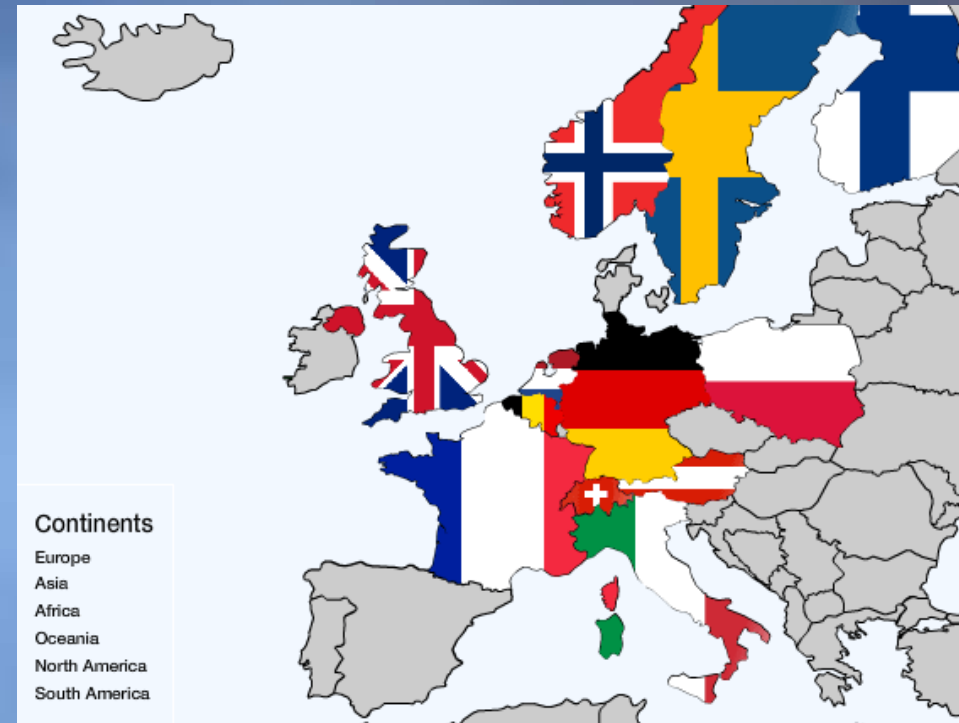 Continents
Europe
Asia
Africa
Oceania
North America
South America